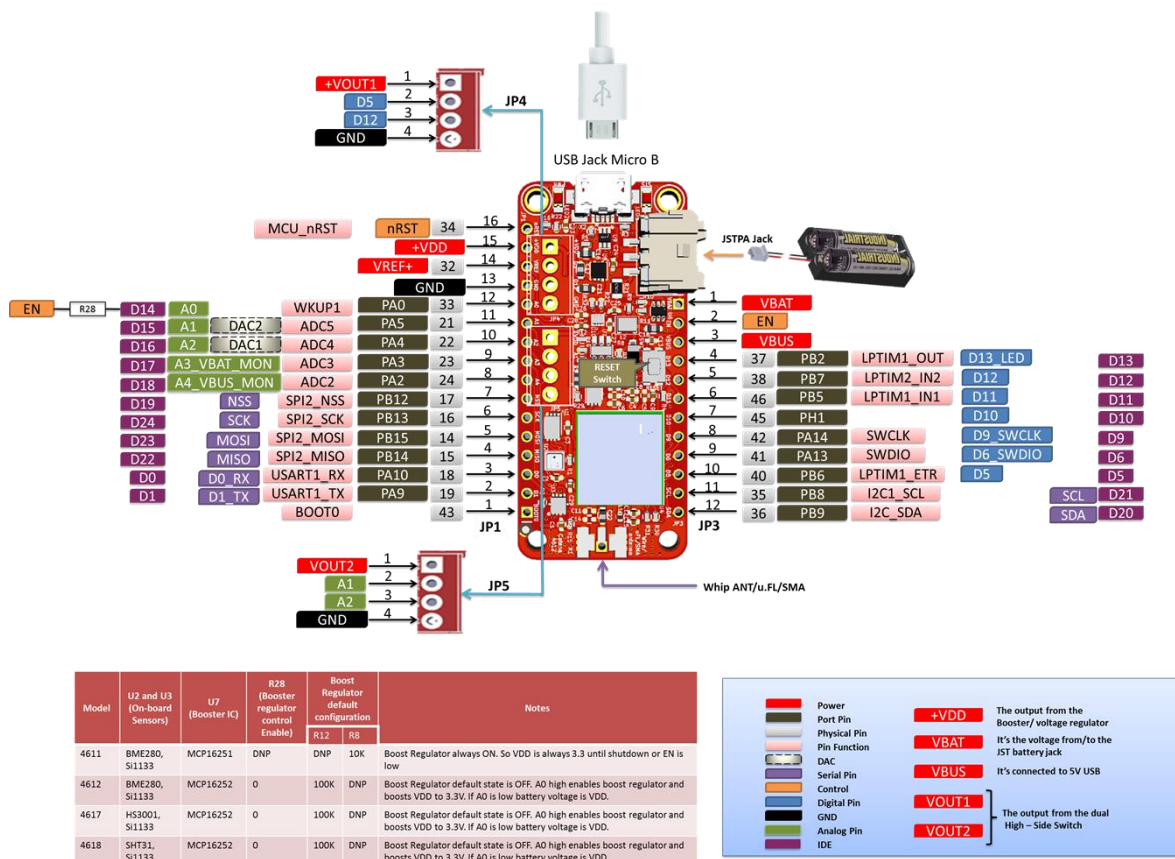 +VOUT1 1
D5 2
D12 3
GND 4
JP4
USB Jack Micro B
JSTPA Jack
MCU_nRST nRST 34 16
+VDD 15
VREF+ 32 14
GND 13
EN R28 D14 A0 WKUP1 PA0 33 12
D15 A1 DAC2 ADC5 PA5 21 11
D16 A2 DAC1 ADC4 PA4 22 10
D17 A3_VBAT_MON ADC3 PA3 23 9
D18 A4_VBUS_MON ADC2 PA2 24 8
D19 NSS SPI2_NSS PB12 17 7
D24 SCK SPI2_SCK PB13 16 6
D23 MOSI SPI2_MOSI PB15 14 5
D22 MISO SPI2_MISO PB14 15 4
D0 D0_RX USART1_RX PA10 18 3
D1 D1_TX USART1_TX PA9 19 2
BOOT0 43 1
JP1
RESET
Switch
1 VBAT
2 EN
3 VBUS
4 37 PB2 LPTIM1_OUT D13_LED D13
5 38 PB7 LPTIM2_IN2 D12 D12
6 46 PB5 LPTIM1_IN1 D11 D11
7 45 PH1 D10 D10
8 42 PA14 SWCLK D9_SWCLK D9
9 41 PA13 SWDIO D6_SWDIO D6
10 40 PB6 LPTIM1_ETR D5 D5
11 35 PB8 I2C1_SCL SCL D21
12 36 PB9 I2C_SDA SDA D20
JP3
VOUT2 1
A1 2
A2 3
GND 4
JP5
Whip ANT/u.FL/SMA
Model U2 and U3 (On-board Sensors) U7 (Booster IC) R28 (Booster regulator control Enable) Boost Regulator default configuration Notes
R12 R8
4611 BME280, Si1133 MCP16251 DNP DNP 10K Boost Regulator always ON. So VDD is always 3.3 until shutdown or EN is low
4612 BME280, Si1133 MCP16252 0 100K DNP Boost Regulator default state is OFF. A0 high enables boost regulator and boosts VDD to 3.3V. If A0 is low battery voltage is VDD.
4617 HS3001, Si1133 MCP16252 0 100K DNP Boost Regulator default state is OFF. A0 high enables boost regulator and boosts VDD to 3.3V. If A0 is low battery voltage is VDD.
4618 SHT31, Si1133 MCP16252 0 100K DNP Boost Regulator default state is OFF. A0 high enables boost regulator and boosts VDD to 3.3V. If A0 is low battery voltage is VDD.
Power
Port Pin
Physical Pin
Pin Function
DAC
Serial Pin
Control
Digital Pin
GND
Analog Pin
IDE
+VDD The output from the Booster/ voltage regulator
VBAT It's the voltage from/to the JST battery jack
VBUS It's connected to 5V USB
VOUT1
VOUT2
The output from the dual High – Side Switch